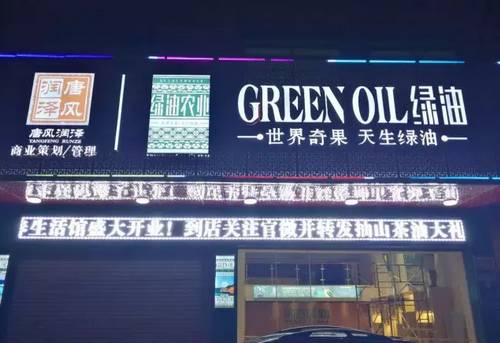 唐风
润泽
唐风润泽
TANGFENG RUNZE
商业策划/管理
绿油农业
GREEN OIL绿油
世界奇果 天生绿油
生活馆盛大开业！到店关注官微并转发抽山茶油大礼